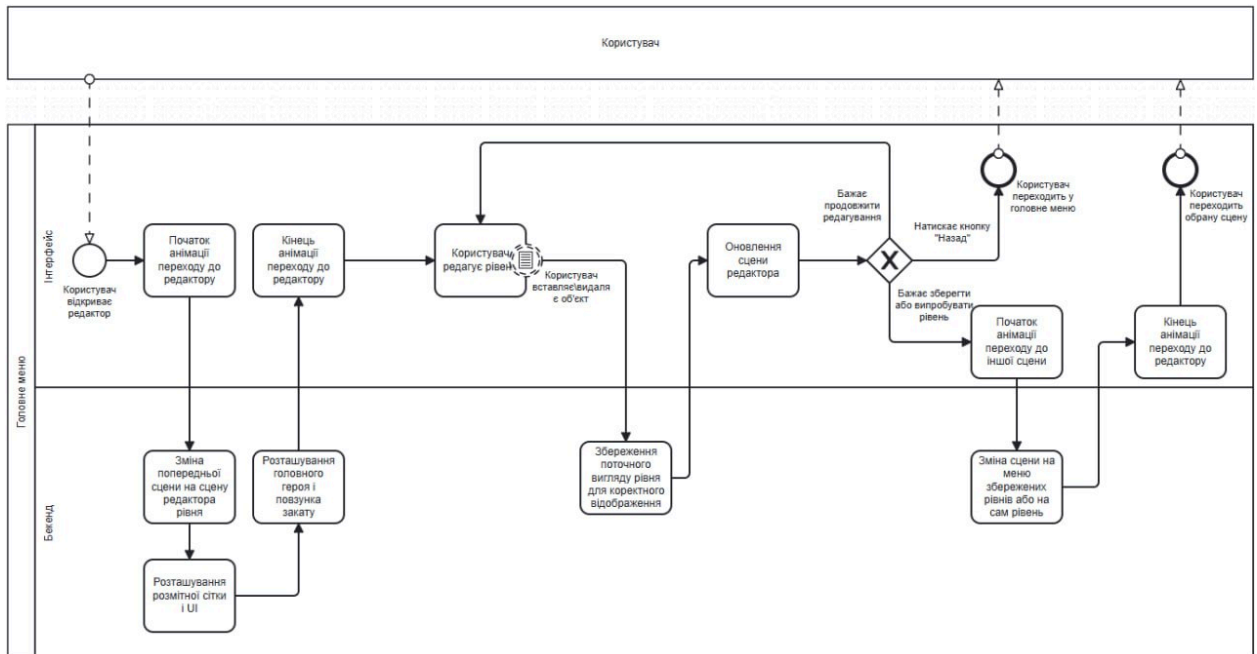 Користувач
Головне меню
Інтерфейс
Бекенд
Користувач
відкриває
редактор
Початок
анімації
переходу до
редактору
Кінець
анімації
переходу до
редактору
Користувач
редагує рівень
Користувач
вставляє\видаля
є об'єкт
Оновлення
сцени
редактора
Бажає
продовжити
редагування
Натискає кнопку
"Назад"
Бажає зберегти
або випробувати
рівень
Користувач
переходить у
головне меню
Користувач
переходить
обрану сцену
Початок
анімації
переходу до
іншої сцени
Кінець
анімації
переходу до
редактору
Зміна
попередньої
сцени на сцену
редактора
рівня
Розташування
головного
героя і
повзунка
закату
Розташування
розмітної сітки
і UI
Збереження
поточного
вигляду рівня
для коректного
відображення
Зміна сцени на
меню
збережених
рівнів або на
сам рівень